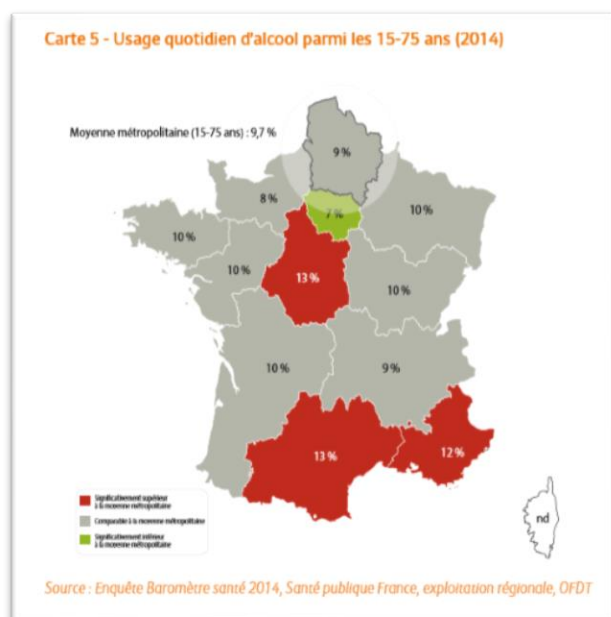 Carte 5 - Usage quotidien d'alcool parmi les 15-75 ans (2014)
Moyenne métropolitaine (15-75 ans) : 9,7 %
9 %
8 %
7 %
10 %
10 %
10 %
13 %
10 %
10 %
9 %
13 %
12 %
nd
Significativement supérieur
à la moyenne métropolitaine
Comparable à la moyenne métropolitaine
Significativement inférieur
à la moyenne métropolitaine
Source : Enquête Baromètre santé 2014, Santé publique France, exploitation régionale, OFDT